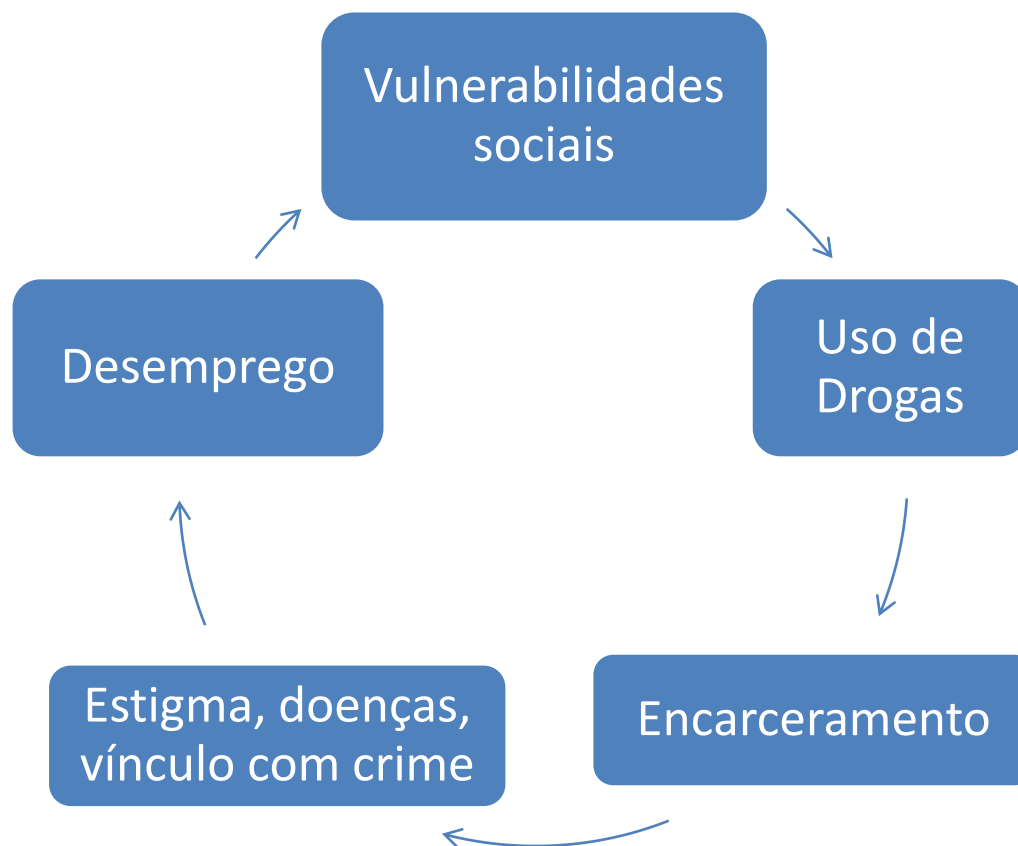 Vulnerabilidades
sociais
Uso de
Drogas
Encarceramento
Estigma, doenças,
vínculo com crime
Desemprego